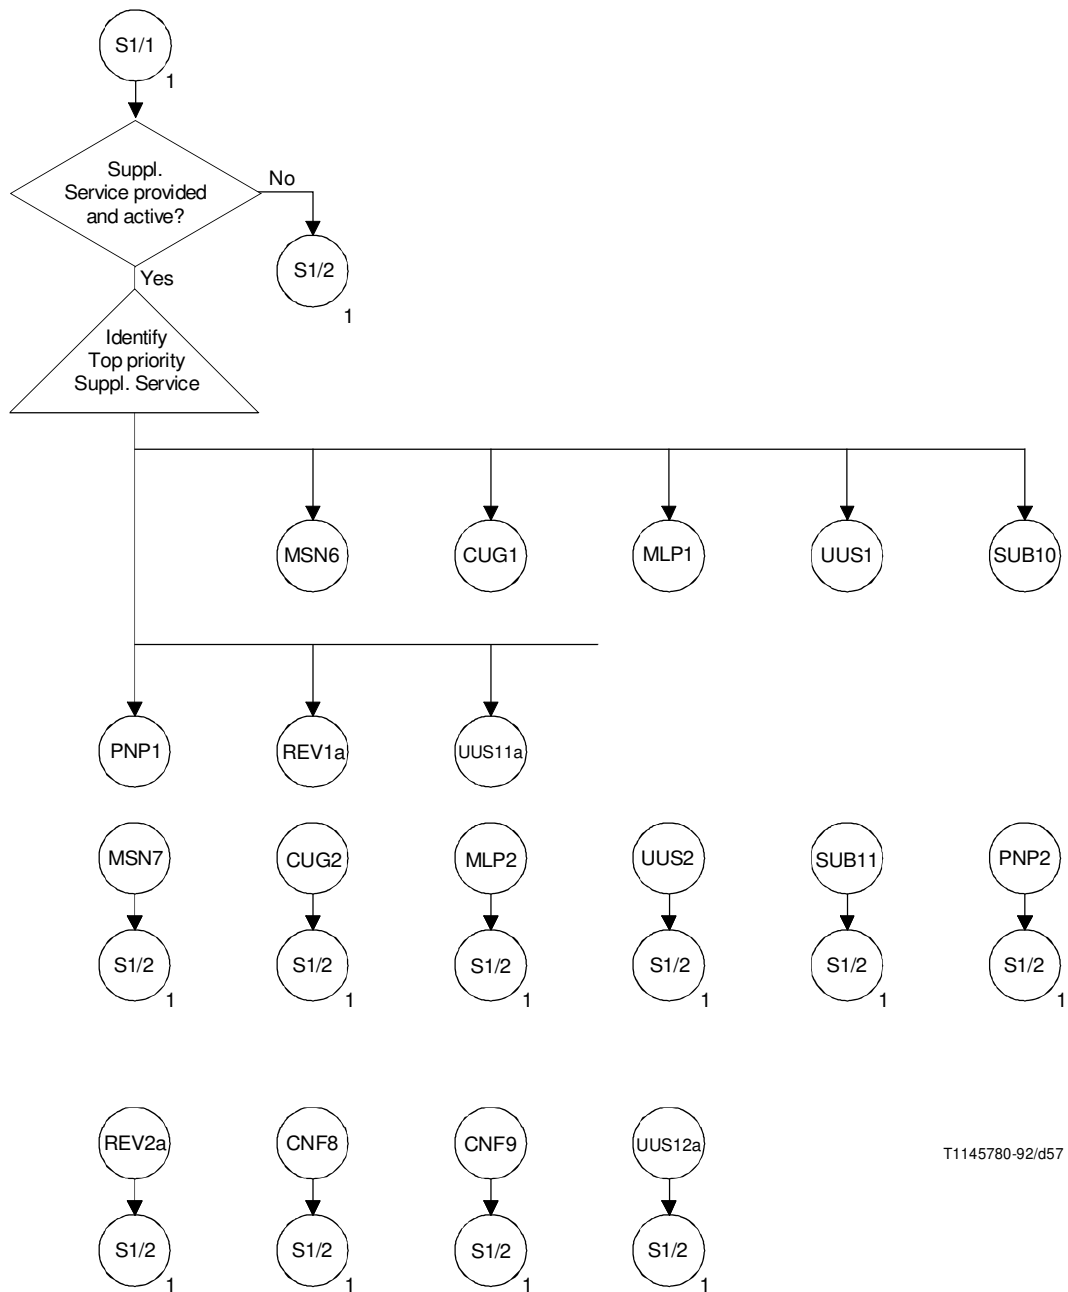 S1/1
1
Suppl.
Service provided
and active?
No
S1/2
1
Yes
Identify
Top priority
Suppl. Service
MSN6
CUG1
MLP1
UUS1
SUB10
PNP1
REV1a
UUS11a
MSN7
CUG2
MLP2
UUS2
SUB11
PNP2
S1/2
1
S1/2
1
S1/2
1
S1/2
1
S1/2
1
S1/2
1
REV2a
CNF8
CNF9
UUS12a
T1145780-92/d57
S1/2
1
S1/2
1
S1/2
1
S1/2
1